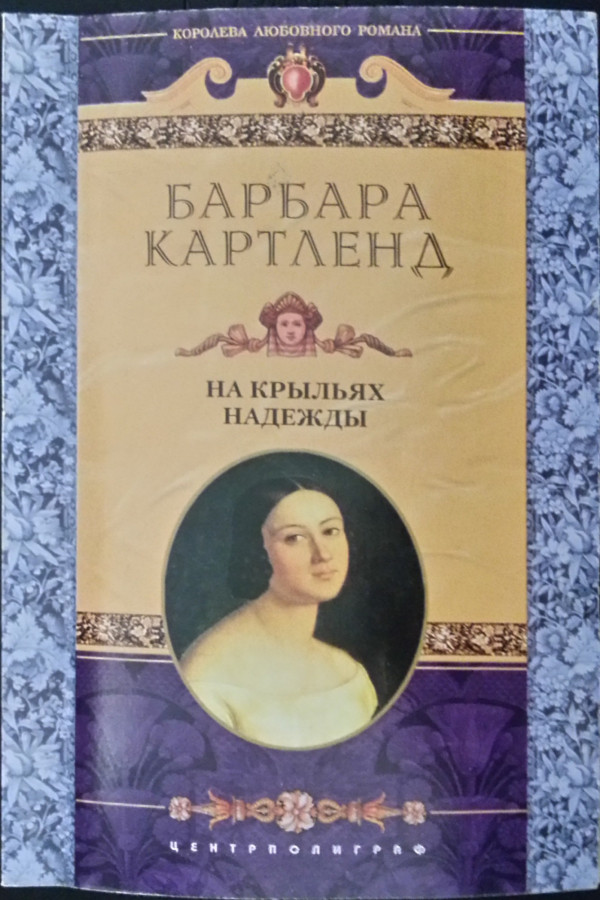 КОРОЛЕВА ЛЮБОВНОГО РОМАНА
БАРБАРА
КАРТЛЕНД
НА КРЫЛЬЯХ
НАДЕЖДЫ
ЦЕНТРПОЛИГРАФ